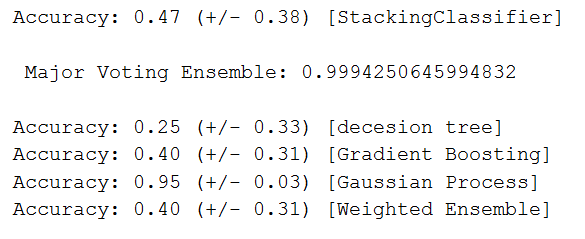 Accuracy: 0.47 (+/- 0.38) [StackingClassifier]
Major Voting Ensemble: 0.9994250645994832
Accuracy: 0.25 (+/- 0.33) [decesion tree]
Accuracy: 0.40 (+/- 0.31) [Gradient Boosting]
Accuracy: 0.95 (+/- 0.03) [Gaussian Process]
Accuracy: 0.40 (+/- 0.31) [Weighted Ensemble]